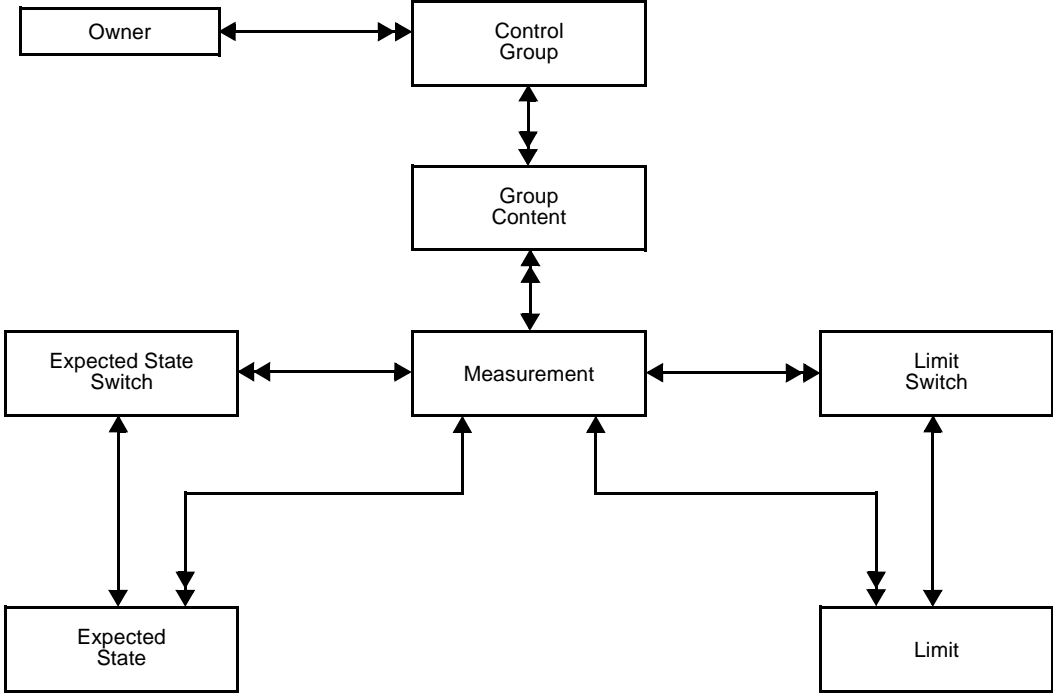 Owner
Control
Group
Group
Content
Expected State
Switch
Measurement
Limit
Switch
Expected
State
Limit